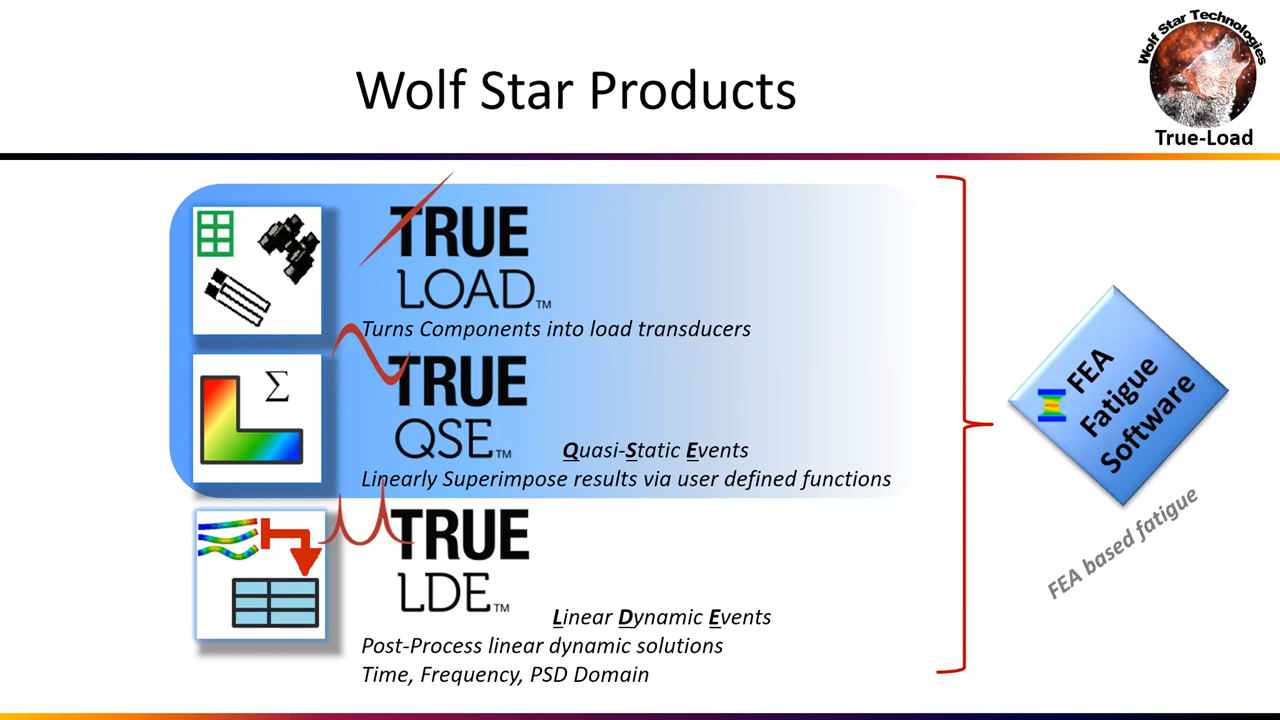 Wolf Star Products
Wolf Star Technologies
True-Load
TRUE
LOAD™
Turns Components into load transducers
Σ
TRUE
QSE™
Quasi-Static Events
Linearly Superimpose results via user defined functions
TRUE
LDE™
Linear Dynamic Events
Post-Process linear dynamic solutions
Time, Frequency, PSD Domain
FEA
Fatigue
Software
FEA based fatigue